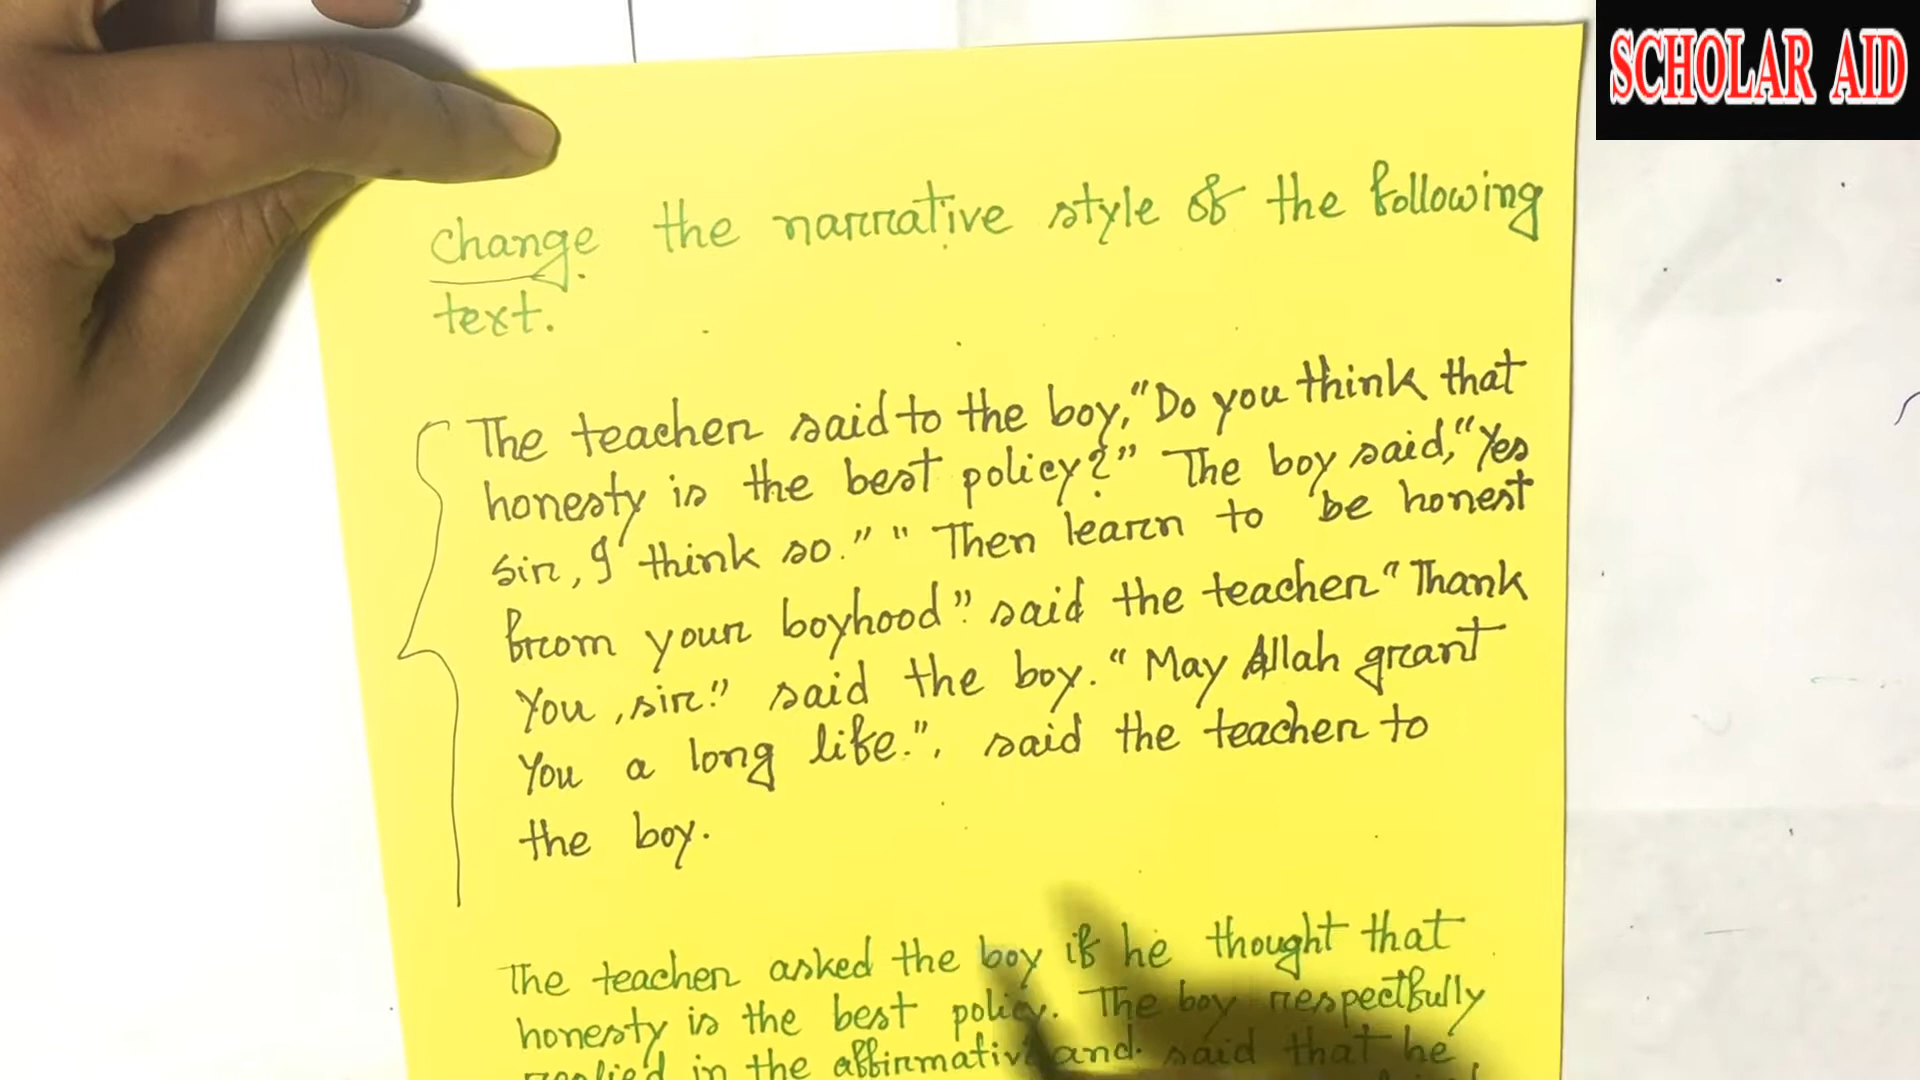 SCHOLAR AID
Change the narrative style of the following
text.
The teacher said to the boy, "Do you think that
honesty is the best policy?" The boy said, "Yes
sir, I think so." "Then learn to be honest
from your boyhood" said the teacher "Thank
You, sir." said the boy. "May Allah grant
You a long life.", said the teacher to
the boy.
The teacher asked the boy if he thought that
honesty is the best policy. The boy respectfully
replied in the affirmative and said that he